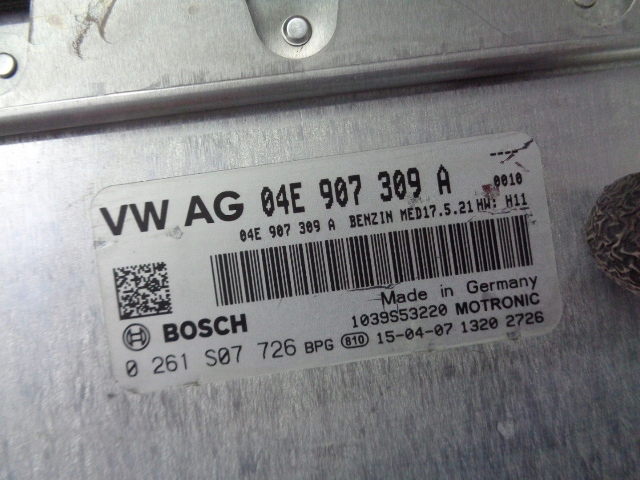 VW AG 04E 907 309 A 0010
04E 907 309 A BENZIN MED17.5.21 HW: H11
Made in Germany
BOSCH 1039S53220 MOTRONIC
0 261 S07 726 BPG 810 15-04-07 1320 2726